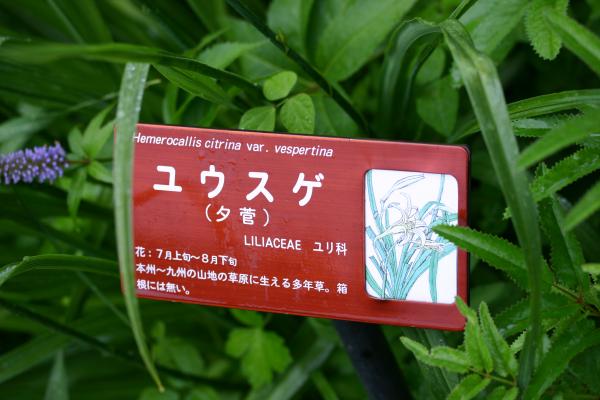 Hemerocallis citrina var. vespertina
ユウスゲ
（夕菅）
LILIACEAE ユリ科
花：7月上旬～8月下旬
本州～九州の山地の草原に生える多年草。箱
根には無い。